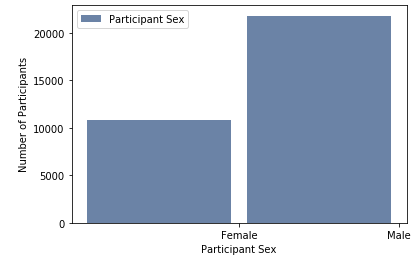 Participant Sex
20000
15000
10000
5000
0
Number of Participants
Female
Male
Participant Sex